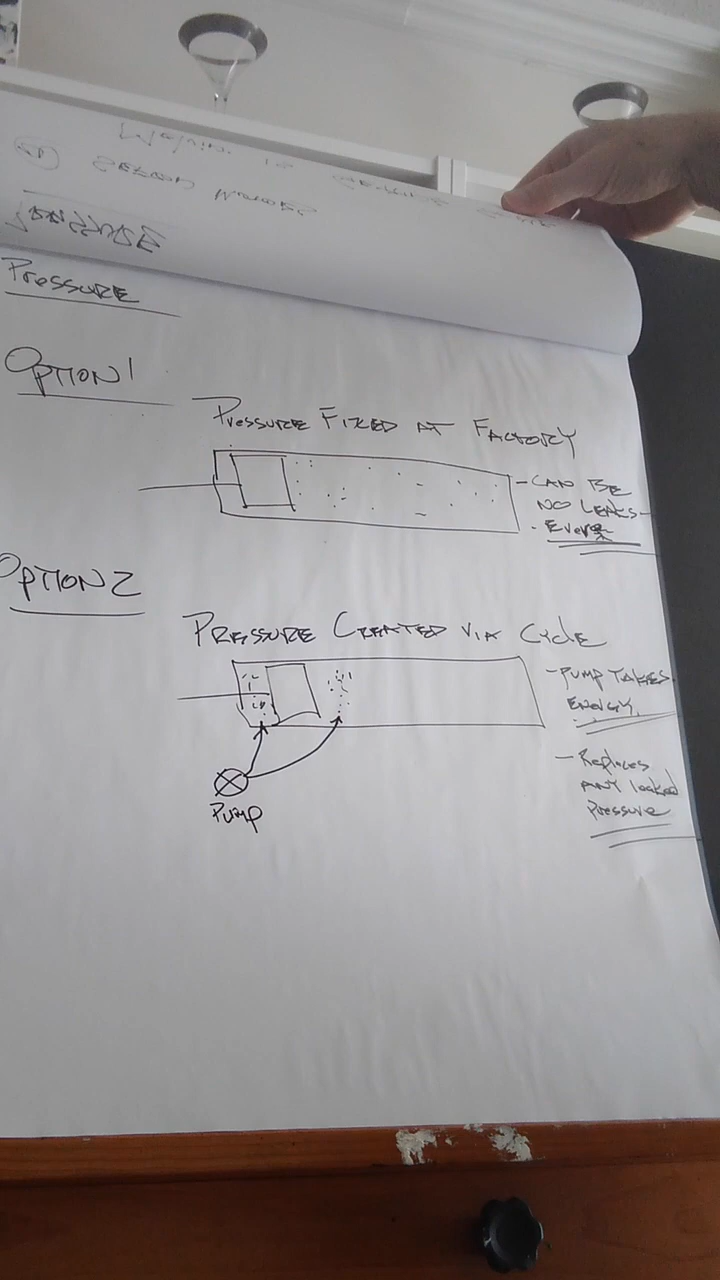 Pressure
Option 1
Pressure Fixed at Factory
- Can be
no leaks -
- Ever
Option 2
Pressure Created via Cycle
- Pump takes
Energy
- Replaces
any leaked
Pressure
Pump